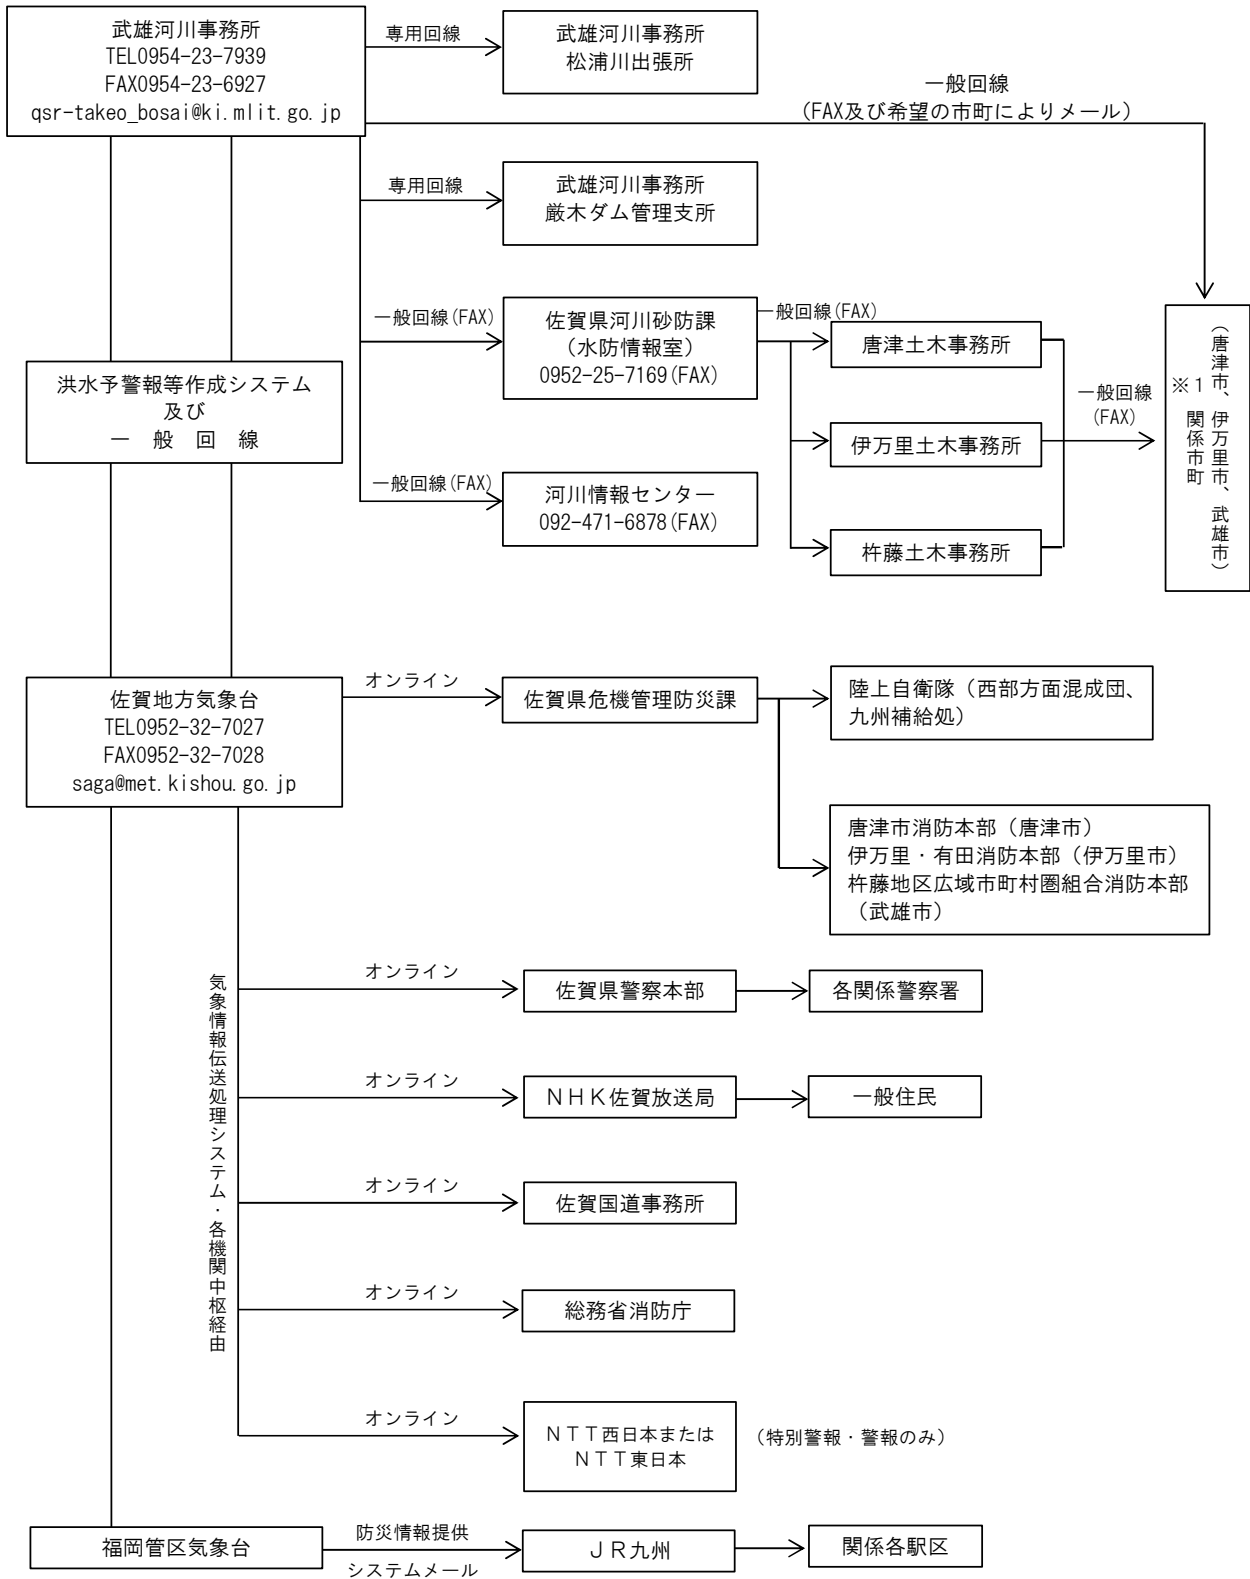 武雄河川事務所
TEL0954-23-7939
FAX0954-23-6927
qsr-takeo_bosai@ki.mlit.go.jp
専用回線
武雄河川事務所
松浦川出張所
一般回線
（FAX及び希望の市町によりメール）
専用回線
武雄河川事務所
厳木ダム管理支所
一般回線(FAX)
佐賀県河川砂防課
（水防情報室）
0952-25-7169(FAX)
一般回線(FAX)
唐津土木事務所
伊万里土木事務所
杵藤土木事務所
一般回線
(FAX)
※1 関係市町
（唐津市、伊万里市、武雄市）
洪水予警報等作成システム
及び
一　般　回　線
一般回線(FAX)
河川情報センター
092-471-6878(FAX)
佐賀地方気象台
TEL0952-32-7027
FAX0952-32-7028
saga@met.kishou.go.jp
オンライン
佐賀県危機管理防災課
陸上自衛隊（西部方面混成団、
九州補給処）
唐津市消防本部（唐津市）
伊万里・有田消防本部（伊万里市）
杵藤地区広域市町村圏組合消防本部
（武雄市）
気象情報伝送処理システム・各機関中枢経由
オンライン
佐賀県警察本部
各関係警察署
オンライン
ＮＨＫ佐賀放送局
一般住民
オンライン
佐賀国道事務所
オンライン
総務省消防庁
オンライン
ＮＴＴ西日本または
ＮＴＴ東日本
（特別警報・警報のみ）
福岡管区気象台
防災情報提供
システムメール
ＪＲ九州
関係各駅区